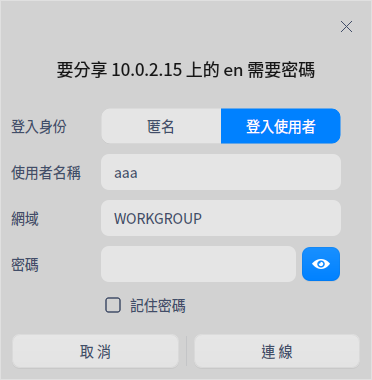 要分享 10.0.2.15 上的 en 需要密碼
登入身份 匿名 登入使用者
使用者名稱 aaa
網域 WORKGROUP
密碼
記住密碼
取消 連線